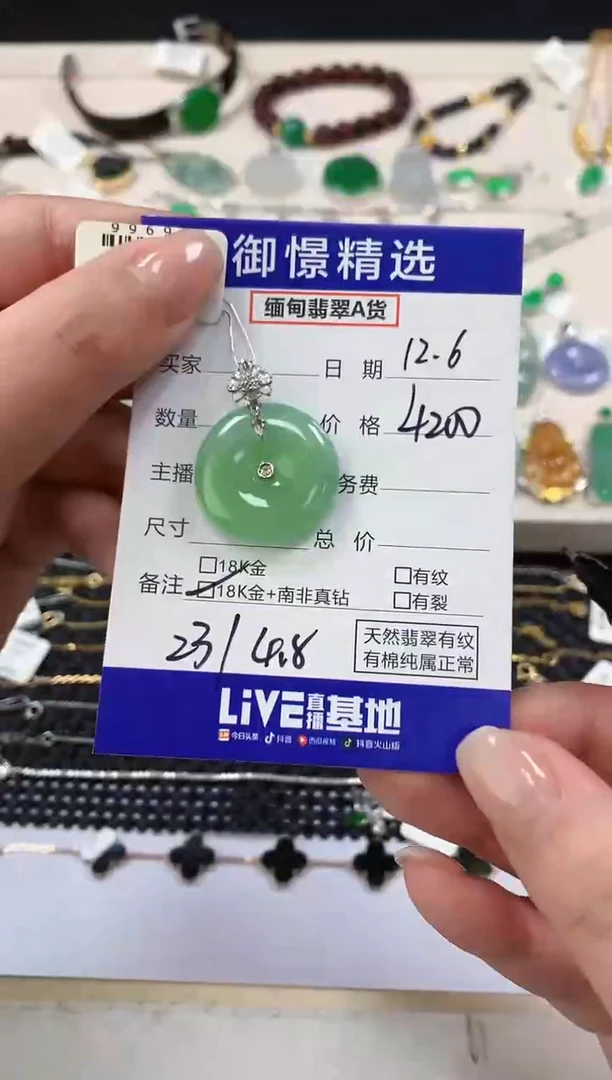 9969
御憬精选
缅甸翡翠A货
买家 日期 12.6
数量 价格 4200
主播 务费
尺寸 总价
备注 □18K金 □有纹
□18K金+南非真钻 □有裂
23/4.8 天然翡翠有纹
有棉纯属正常
LiVE直播基地
今日头条 抖音 西瓜视频 抖音火山版